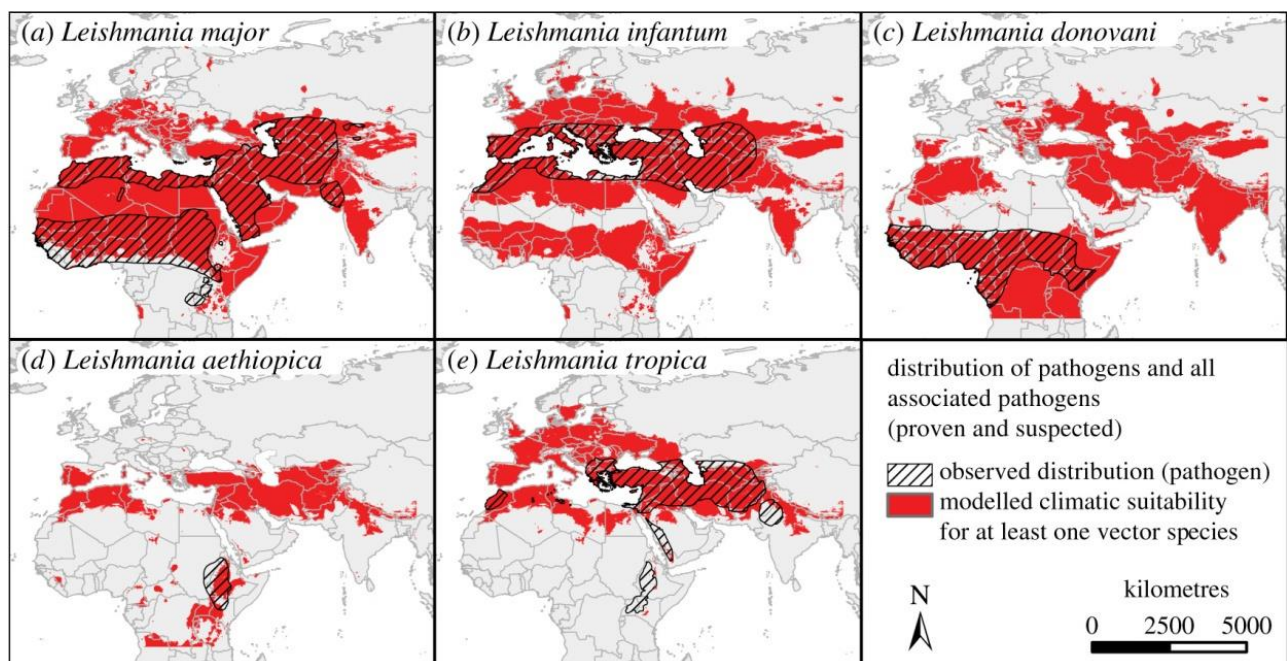 (a) Leishmania major
(b) Leishmania infantum
(c) Leishmania donovani
(d) Leishmania aethiopica
(e) Leishmania tropica
distribution of pathogens and all
associated pathogens
(proven and suspected)
observed distribution (pathogen)
modelled climatic suitability
for at least one vector species
N
kilometres
0 2500 5000